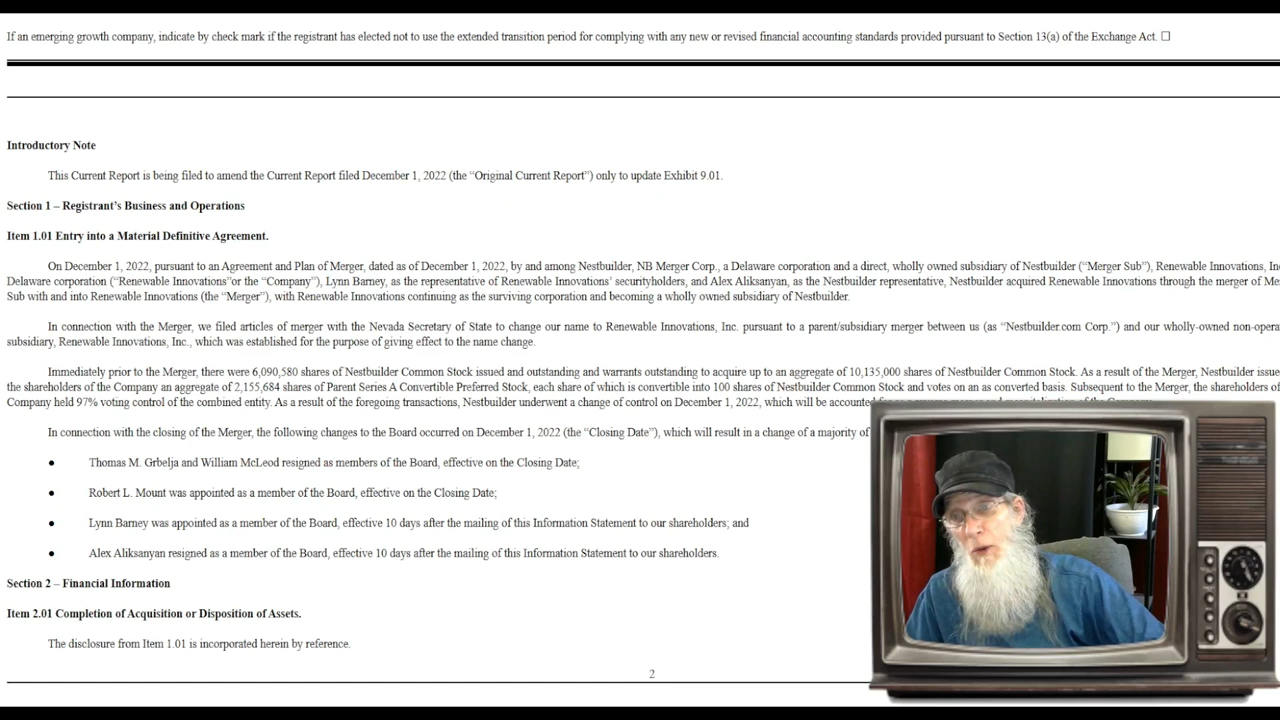 If an emerging growth company, indicate by check mark if the registrant has elected not to use the extended transition period for complying with any new or revised financial accounting standards provided pursuant to Section 13(a) of the Exchange Act. ☐
Introductory Note
This Current Report is being filed to amend the Current Report filed December 1, 2022 (the “Original Current Report”) only to update Exhibit 9.01.
Section 1 – Registrant’s Business and Operations
Item 1.01 Entry into a Material Definitive Agreement.
On December 1, 2022, pursuant to an Agreement and Plan of Merger, dated as of December 1, 2022, by and among Nestbuilder, NB Merger Corp., a Delaware corporation and a direct, wholly owned subsidiary of Nestbuilder (“Merger Sub”), Renewable Innovations,
Delaware corporation (“Renewable Innovations”or the “Company”), Lynn Barney, as the representative of Renewable Innovations’ securityholders, and Alex Aliksanyan, as the Nestbuilder representative, Nestbuilder acquired Renewable Innovations through the merger of
Sub with and into Renewable Innovations (the “Merger”), with Renewable Innovations continuing as the surviving corporation and becoming a wholly owned subsidiary of Nestbuilder.
In connection with the Merger, we filed articles of merger with the Nevada Secretary of State to change our name to Renewable Innovations, Inc. pursuant to a parent/subsidiary merger between us (as “Nestbuilder.com Corp.”) and our wholly-owned
subsidiary, Renewable Innovations, Inc., which was established for the purpose of giving effect to the name change.
Immediately prior to the Merger, there were 6,090,580 shares of Nestbuilder Common Stock issued and outstanding and warrants outstanding to acquire up to an aggregate of 10,135,000 shares of Nestbuilder Common Stock. As a result of the Merger, Nestbuilder
the shareholders of the Company an aggregate of 2,155,684 shares of Parent Series A Convertible Preferred Stock, each share of which is convertible into 100 shares of Nestbuilder Common Stock and votes on an as converted basis. Subsequent to the Merger, the shareholders of
Company held 97% voting control of the combined entity. As a result of the foregoing transactions, Nestbuilder underwent a change of control on December 1, 2022, which will be accounted
In connection with the closing of the Merger, the following changes to the Board occurred on December 1, 2022 (the “Closing Date”), which will result in a change of a majority of
● Thomas M. Grbelja and William McLeod resigned as members of the Board, effective on the Closing Date;
● Robert L. Mount was appointed as a member of the Board, effective on the Closing Date;
● Lynn Barney was appointed as a member of the Board, effective 10 days after the mailing of this Information Statement to our shareholders; and
● Alex Aliksanyan resigned as a member of the Board, effective 10 days after the mailing of this Information Statement to our shareholders.
Section 2 – Financial Information
Item 2.01 Completion of Acquisition or Disposition of Assets.
The disclosure from Item 1.01 is incorporated herein by reference.
2